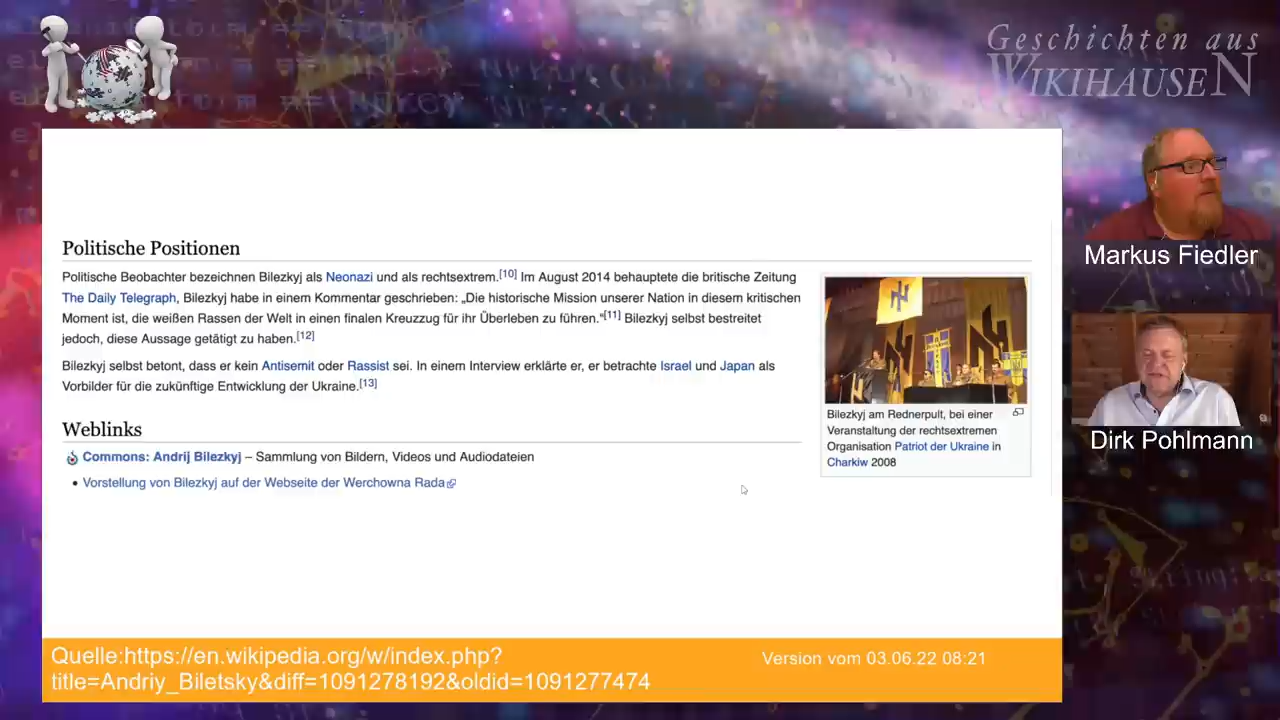 Geschichten aus
WIKIHAUSEN
Politische Positionen
Politische Beobachter bezeichnen Bilezkyj als Neonazi und als rechtsextrem.[10] Im August 2014 behauptete die britische Zeitung
The Daily Telegraph, Bilezkyj habe in einem Kommentar geschrieben: „Die historische Mission unserer Nation in diesem kritischen
Moment ist, die weißen Rassen der Welt in einen finalen Kreuzzug für ihr Überleben zu führen."[11] Bilezkyj selbst bestreitet
jedoch, diese Aussage getätigt zu haben.[12]
Bilezkyj selbst betont, dass er kein Antisemit oder Rassist sei. In einem Interview erklärte er, er betrachte Israel und Japan als
Vorbilder für die zukünftige Entwicklung der Ukraine.[13]
Bilezkyj am Rednerpult, bei einer
Veranstaltung der rechtsextremen
Organisation Patriot der Ukraine in
Charkiw 2008
Weblinks
Commons: Andrij Bilezkyj – Sammlung von Bildern, Videos und Audiodateien
• Vorstellung von Bilezkyj auf der Webseite der Werchowna Rada
Markus Fiedler
Dirk Pohlmann
Quelle:https://en.wikipedia.org/w/index.php?
title=Andriy_Biletsky&diff=1091278192&oldid=1091277474
Version vom 03.06.22 08:21